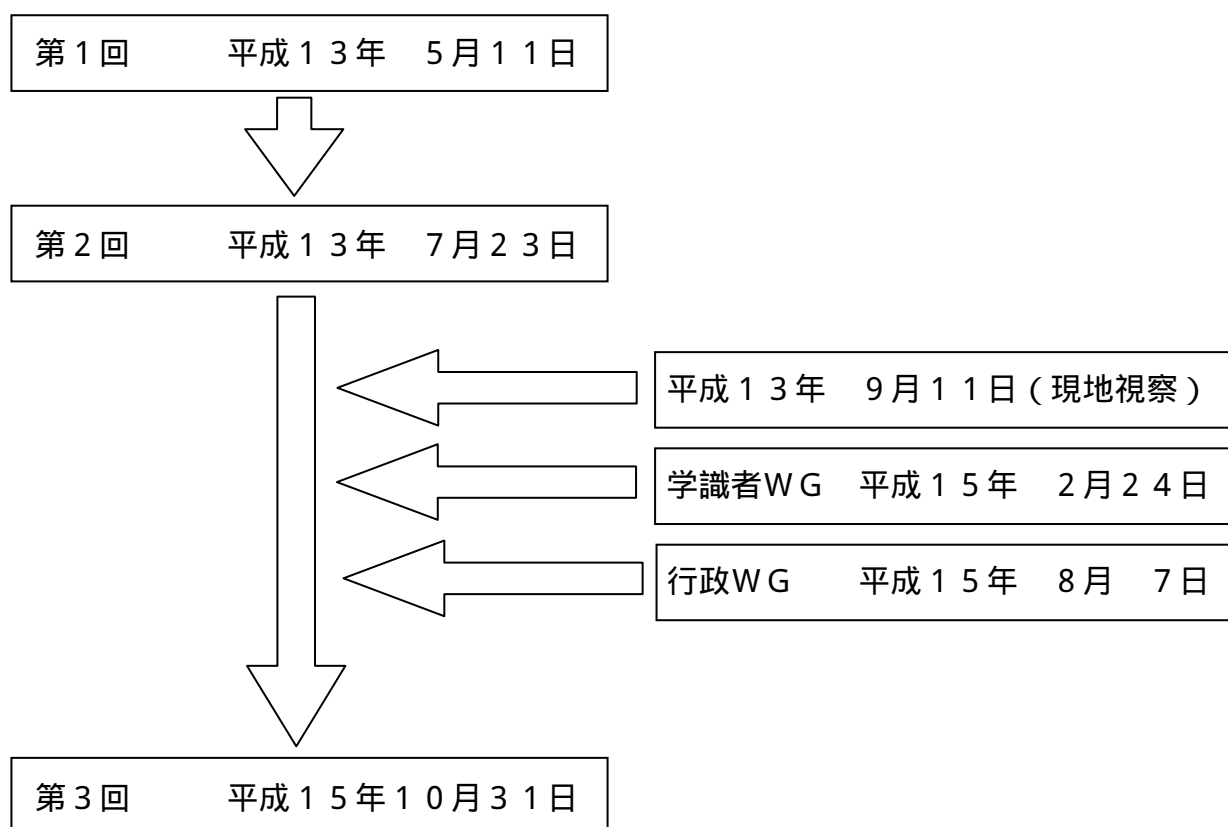 第１回　　　平成１３年　５月１１日
第２回　　　平成１３年　７月２３日
平成１３年　９月１１日（現地視察）
学識者ＷＧ　平成１５年　２月２４日
行政ＷＧ　　平成１５年　８月　７日
第３回　　　平成１５年１０月３１日